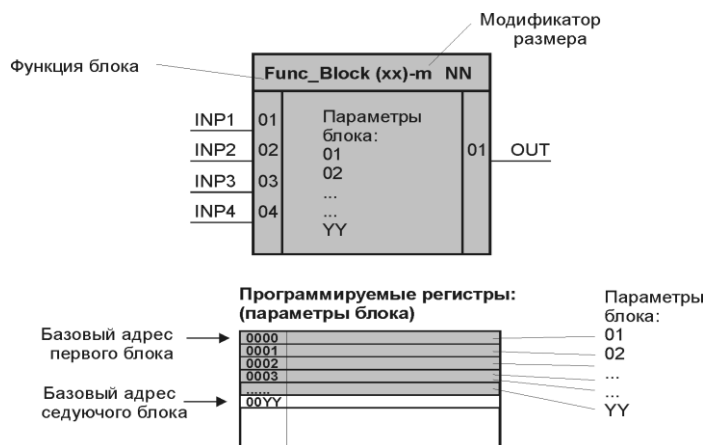 Модификатор
размера
Функция блока
Func_Block (xx)-m NN
INP1 01
INP2 02
INP3 03
INP4 04
Параметры
блока:
01
02
...
...
YY
01 OUT
Программируемые регистры:
(параметры блока)
Параметры
блока:
01
02
...
...
YY
Базовый адрес
первого блока
0000
0001
0002
0003
......
Базовый адрес
седуючого блока
00YY